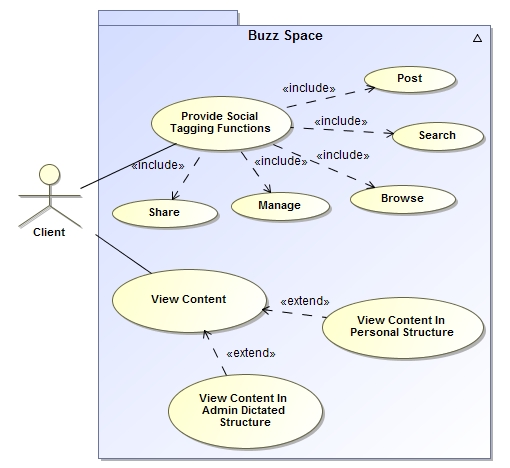 Buzz Space
Post
«include»
Provide Social
Tagging Functions
«include»
Search
«include»
«include»
«include»
Browse
Share
Manage
Client
View Content
«extend»
View Content In
Personal Structure
«extend»
View Content In
Admin Dictated
Structure